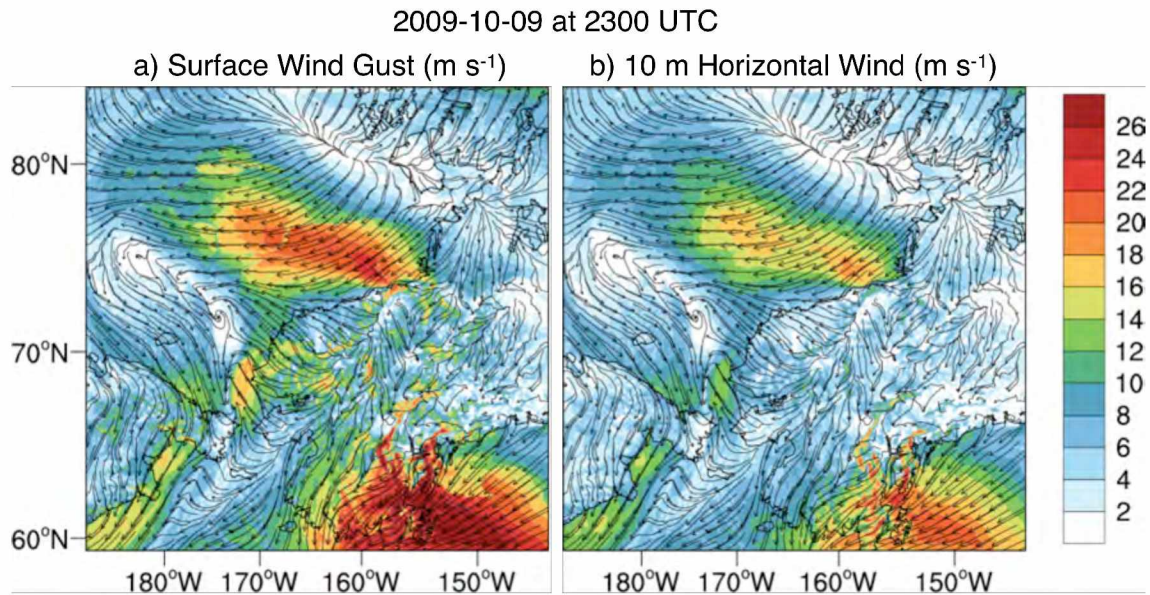 2009-10-09 at 2300 UTC
a) Surface Wind Gust (m s-1)
b) 10 m Horizontal Wind (m s-1)
80°N
70°N
60°N
180°W 170°W 160°W 150°W
180°W 170°W 160°W 150°W
26
24
22
20
18
16
14
12
10
8
6
4
2